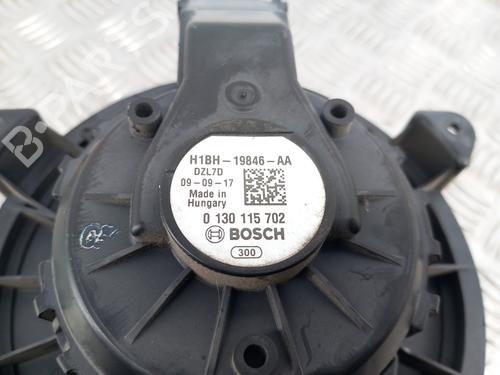 H1BH-19846-AA
DZL7D
09-09-17
Made in
Hungary
0 130 115 702
BOSCH
300